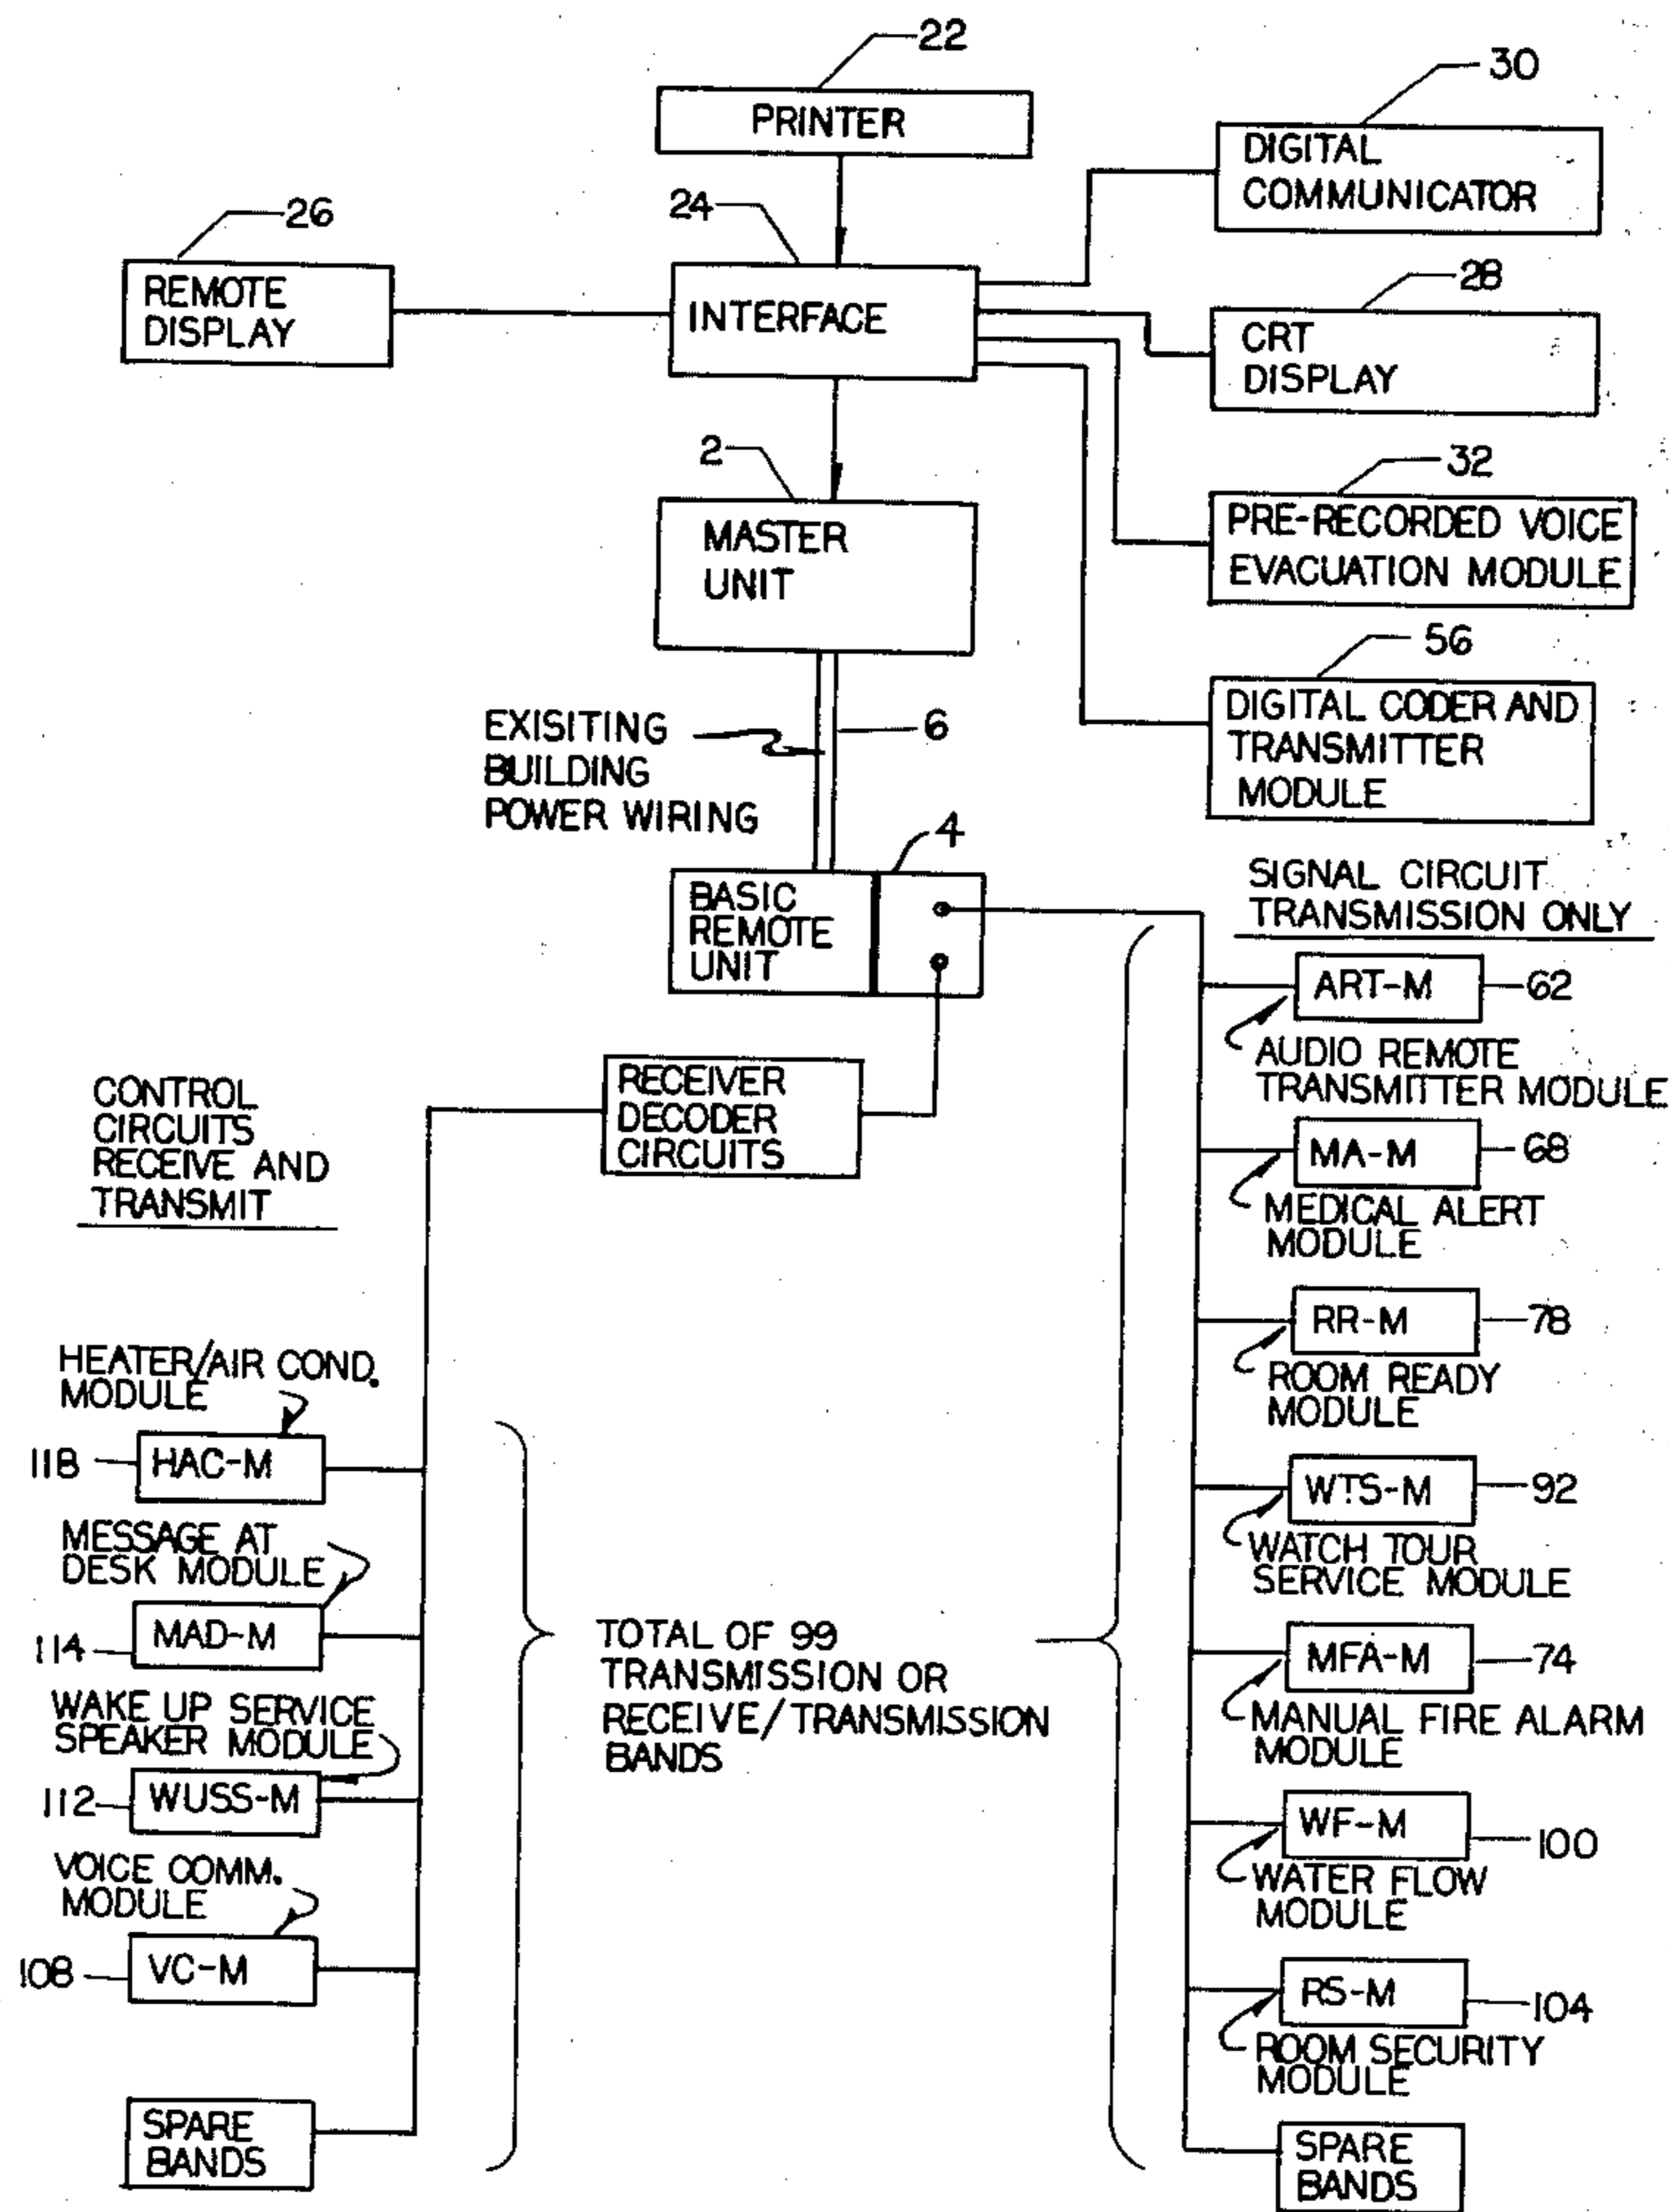 22
PRINTER
30
DIGITAL
COMMUNICATOR
26
REMOTE
DISPLAY
24
INTERFACE
28
CRT
DISPLAY
2
MASTER
UNIT
32
PRE-RECORDED VOICE
EVACUATION MODULE
56
DIGITAL CODER AND
TRANSMITTER
MODULE
EXISITING
BUILDING
POWER WIRING
6
4
BASIC
REMOTE
UNIT
RECEIVER
DECODER
CIRCUITS
SIGNAL CIRCUIT
TRANSMISSION ONLY
ART-M
62
AUDIO REMOTE
TRANSMITTER MODULE
MA-M
68
MEDICAL ALERT
MODULE
RR-M
78
ROOM READY
MODULE
WTS-M
92
WATCH TOUR
SERVICE MODULE
MFA-M
74
MANUAL FIRE ALARM
MODULE
WF-M
100
WATER FLOW
MODULE
RS-M
104
ROOM SECURITY
MODULE
SPARE
BANDS
CONTROL
CIRCUITS
RECEIVE AND
TRANSMIT
HEATER/AIR COND.
MODULE
118
HAC-M
MESSAGE AT
DESK MODULE
114
MAD-M
WAKE UP SERVICE
SPEAKER MODULE
112
WUSS-M
VOICE COMM.
MODULE
108
VC-M
SPARE
BANDS
TOTAL OF 99
TRANSMISSION OR
RECEIVE/TRANSMISSION
BANDS